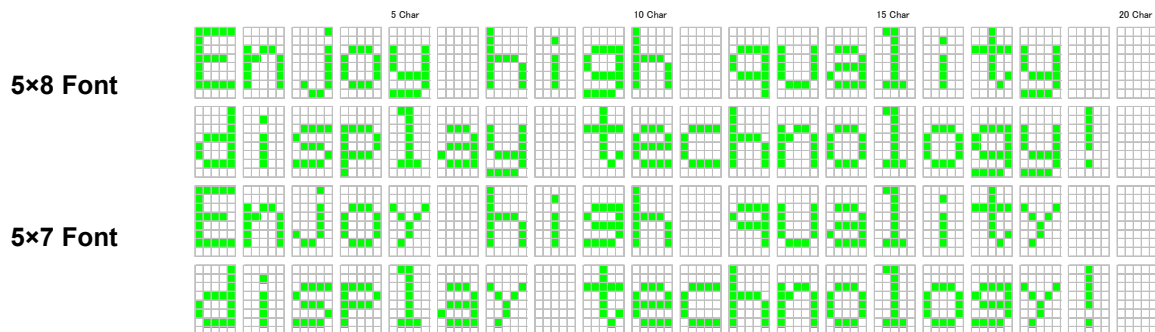 5 Char 10 Char 15 Char 20 Char
5×8 Font
Enjoy high quality
display technology!
5×7 Font
Enjoy high quality
display technology!